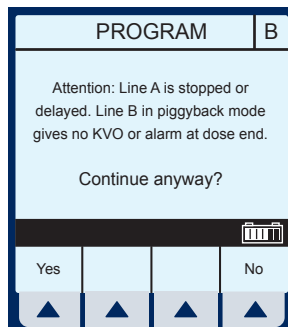 PROGRAM B
Attention: Line A is stopped or
delayed. Line B in piggyback mode
gives no KVO or alarm at dose end.
Continue anyway?
Yes No